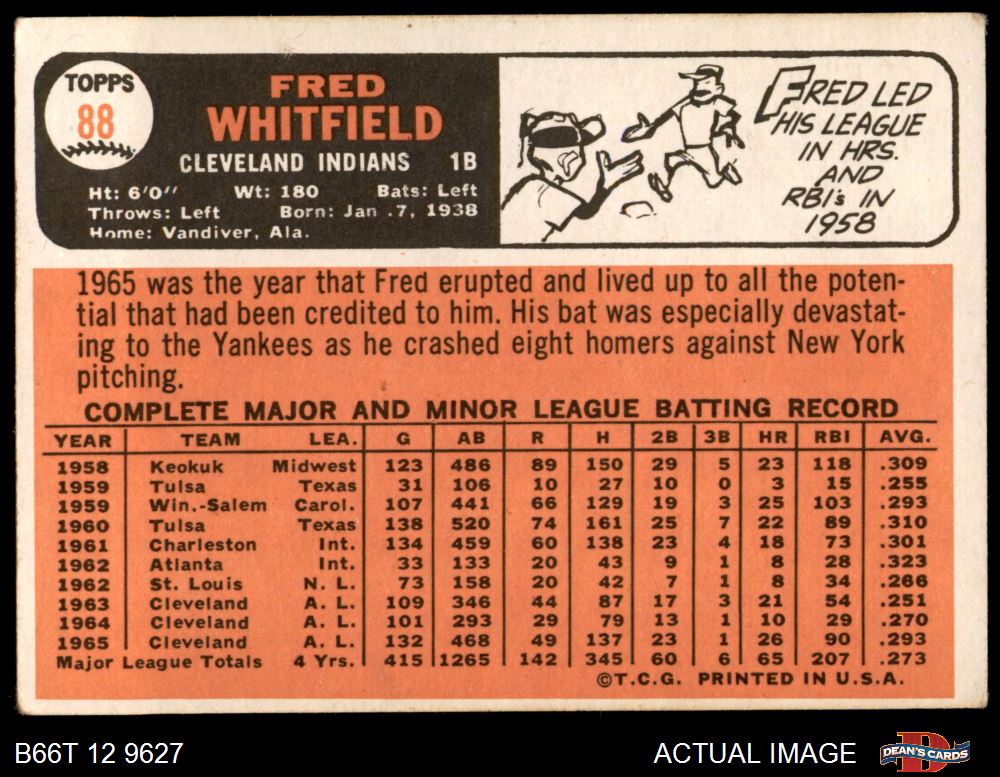 TOPPS
88
FRED
WHITFIELD
CLEVELAND INDIANS 1B
Ht: 6'0" Wt: 180 Bats: Left
Throws: Left Born: Jan .7, 1938
Home: Vandiver, Ala.
FRED LED
HIS LEAGUE
IN HRS.
AND
RBI's IN
1958
1965 was the year that Fred erupted and lived up to all the poten-
tial that had been credited to him. His bat was especially devastat-
ing to the Yankees as he crashed eight homers against New York
pitching.
COMPLETE MAJOR AND MINOR LEAGUE BATTING RECORD
YEAR TEAM LEA. G AB R H 2B 3B HR RBI AVG.
1958 Keokuk Midwest 123 486 89 150 29 5 23 118 .309
1959 Tulsa Texas 31 106 10 27 10 0 3 15 .255
1959 Win.-Salem Carol. 107 441 66 129 19 3 25 103 .293
1960 Tulsa Texas 138 520 74 161 25 7 22 89 .310
1961 Charleston Int. 134 459 60 138 23 4 18 73 .301
1962 Atlanta Int. 33 133 20 43 9 1 8 28 .323
1962 St. Louis N. L. 73 158 20 42 7 1 8 34 .266
1963 Cleveland A. L. 109 346 44 87 17 3 21 54 .251
1964 Cleveland A. L. 101 293 29 79 13 1 10 29 .270
1965 Cleveland A. L. 132 468 49 137 23 1 26 90 .293
Major League Totals 4 Yrs. 415 1265 142 345 60 6 65 207 .273
©T.C.G. PRINTED IN U.S.A.
B66T 12 9627
ACTUAL IMAGE
DEAN'S CARDS